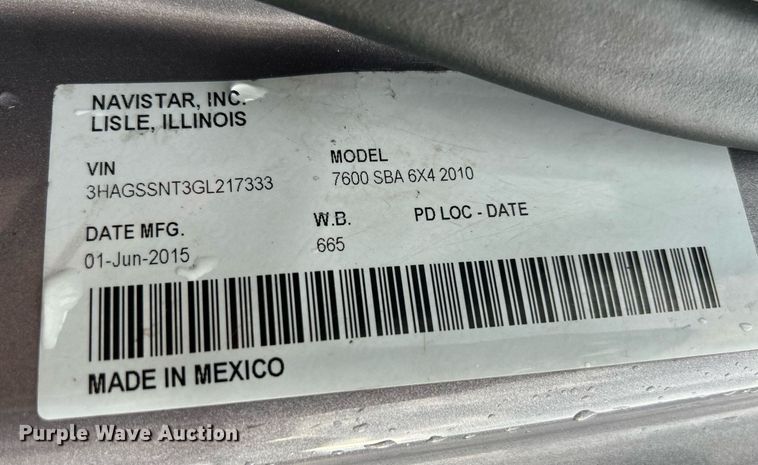 NAVISTAR, INC.
LISLE, ILLINOIS
VIN
3HAGSSNT3GL217333
MODEL
7600 SBA 6X4 2010
DATE MFG.
01-Jun-2015
W.B.
665
PD LOC - DATE
MADE IN MEXICO
Purple Wave Auction